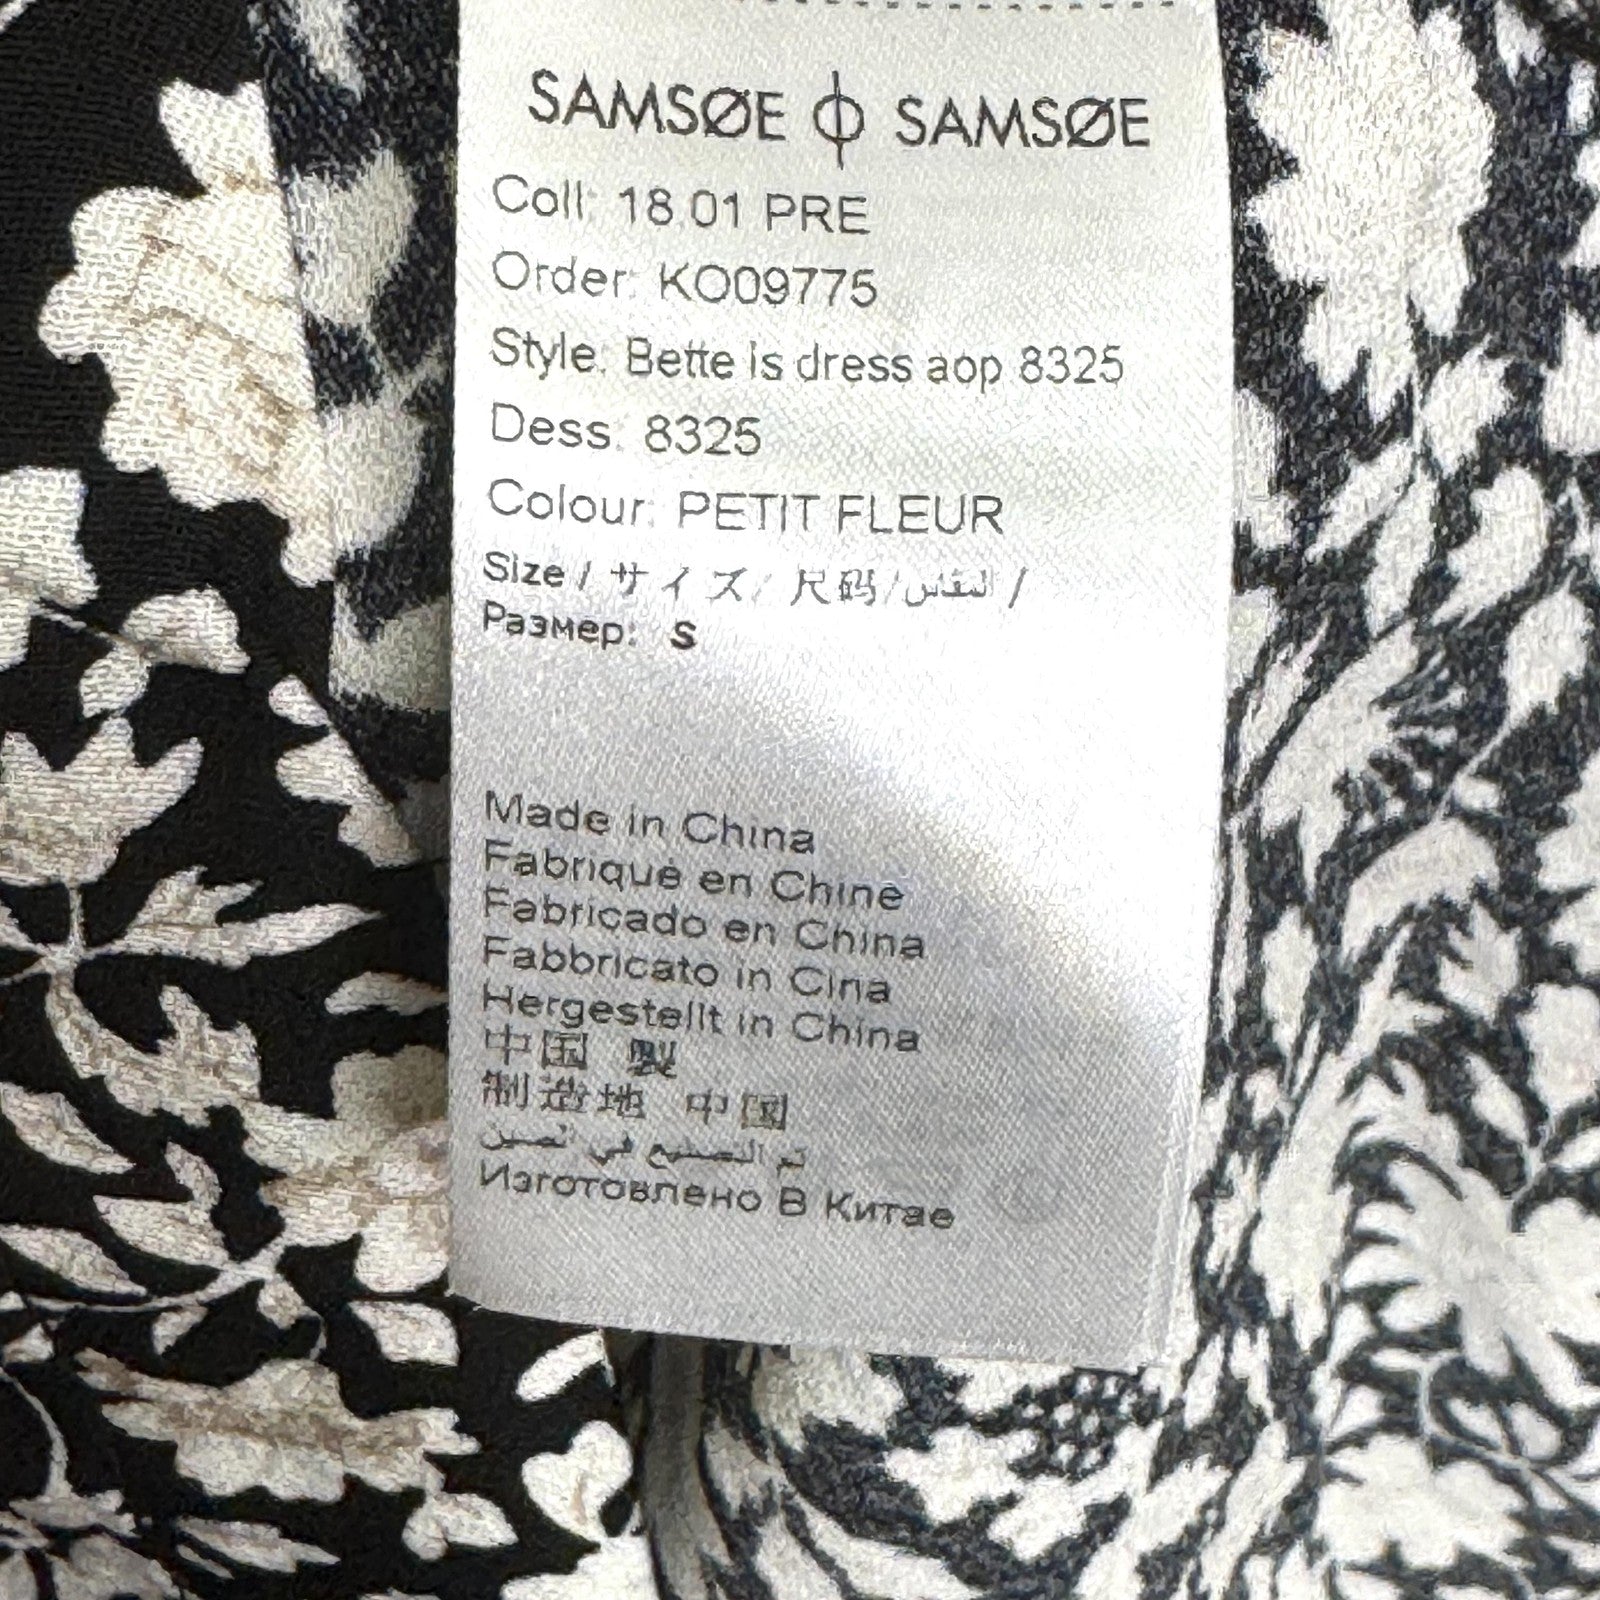 SAMSØE ϕ SAMSØE
Coll: 18.01 PRE
Order: KO09775
Style: Bette ls dress aop 8325
Dess: 8325
Colour: PETIT FLEUR
Size / サイズ / 尺码 / المقاس /
Размер: S
Made in China
Fabriqué en Chine
Fabricado en China
Fabbricato in Cina
Hergestellt in China
中国 製
制造地 中国
تم التصنيع في الصين
Изготовлено В Китае